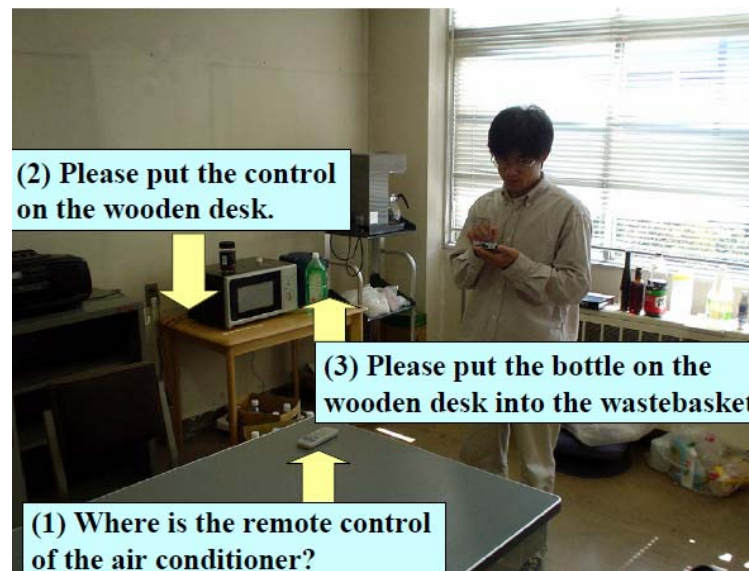 (2) Please put the control
on the wooden desk.
(3) Please put the bottle on the
wooden desk into the wastebasket
(1) Where is the remote control
of the air conditioner?